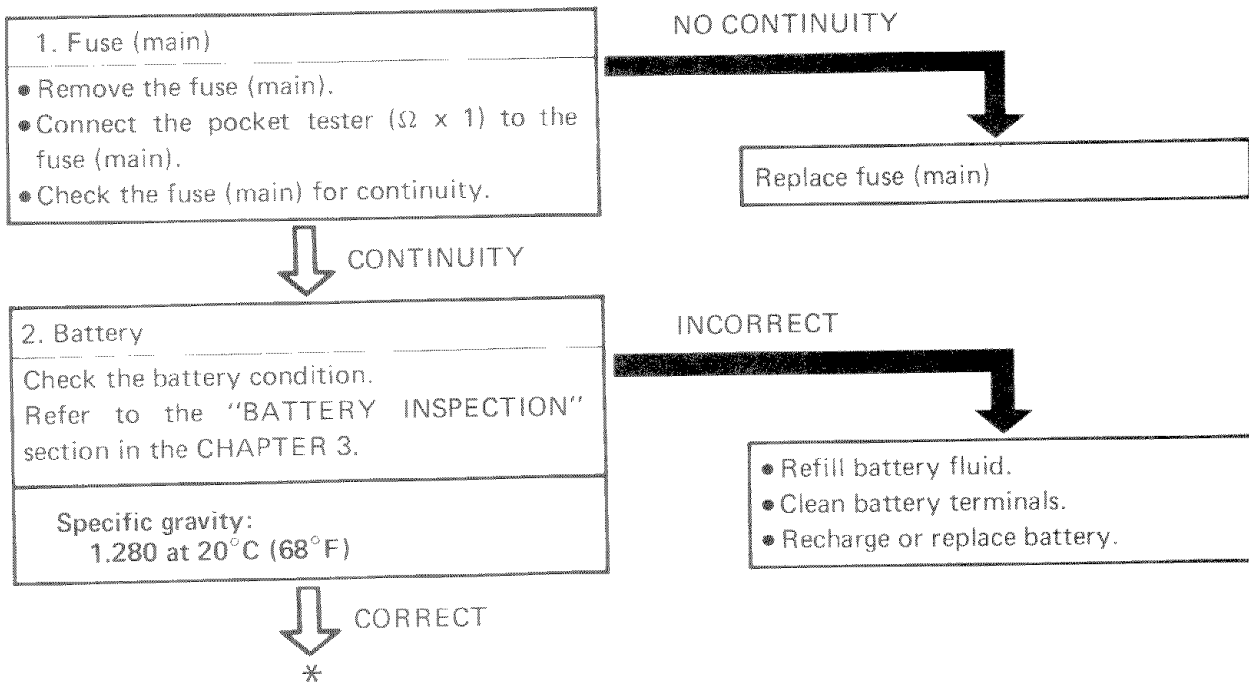 1. Fuse (main)
• Remove the fuse (main).
• Connect the pocket tester (Ω x 1) to the
fuse (main).
• Check the fuse (main) for continuity.
NO CONTINUITY
Replace fuse (main)
CONTINUITY
2. Battery
Check the battery condition.
Refer to the "BATTERY INSPECTION"
section in the CHAPTER 3.
Specific gravity:
1.280 at 20°C (68°F)
INCORRECT
• Refill battery fluid.
• Clean battery terminals.
• Recharge or replace battery.
CORRECT
*